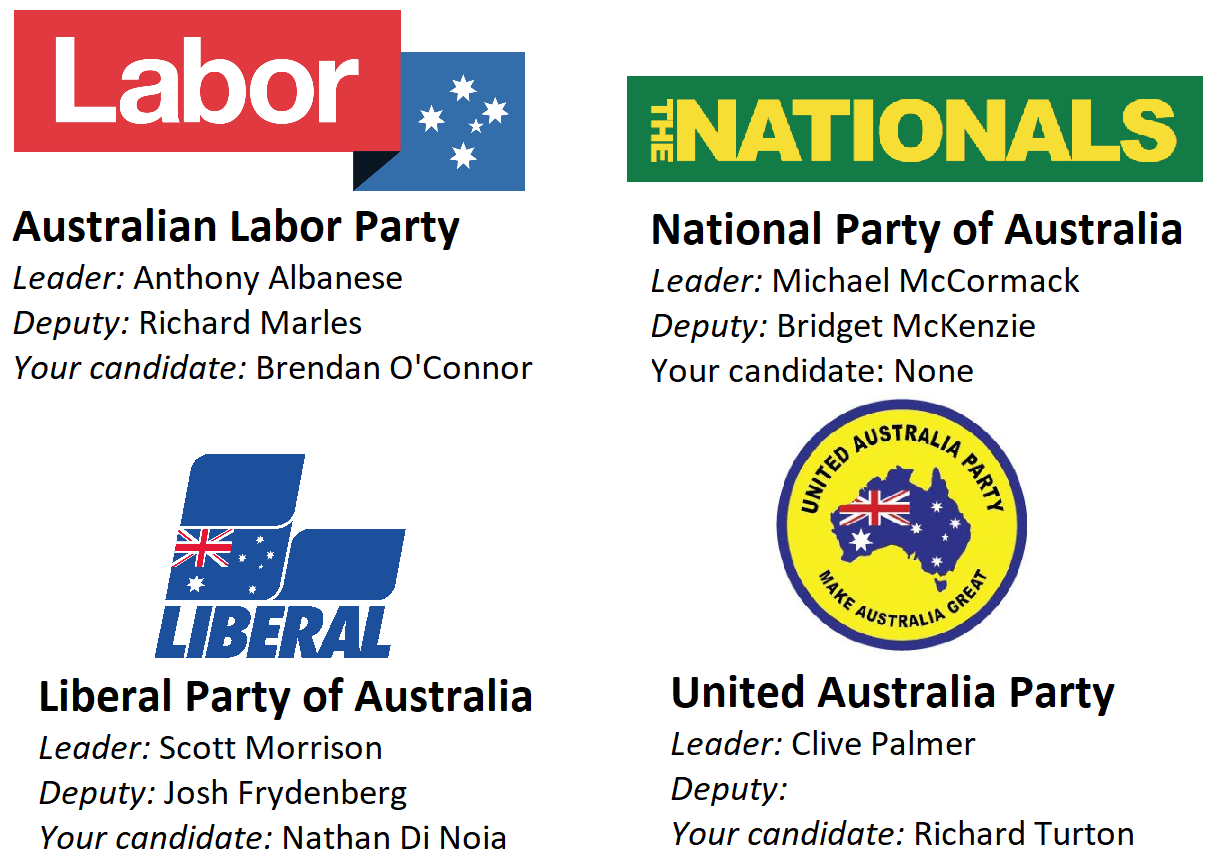 Labor
Australian Labor Party
Leader: Anthony Albanese
Deputy: Richard Marles
Your candidate: Brendan O'Connor
THE NATIONALS
National Party of Australia
Leader: Michael McCormack
Deputy: Bridget McKenzie
Your candidate: None
LIBERAL
Liberal Party of Australia
Leader: Scott Morrison
Deputy: Josh Frydenberg
Your candidate: Nathan Di Noia
UNITED AUSTRALIA PARTY
MAKE AUSTRALIA GREAT
United Australia Party
Leader: Clive Palmer
Deputy:
Your candidate: Richard Turton